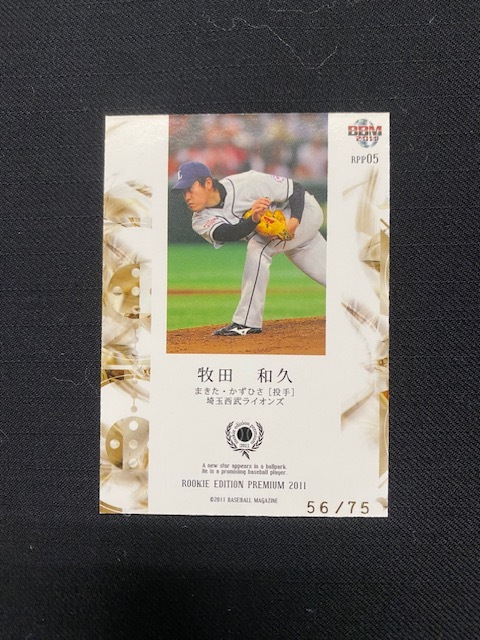 BBM
2011
RPP05
牧田 和久
まきた・かずひさ [投手]
埼玉西武ライオンズ
2011
A new star appears in a ballpark.
He is a promising baseball player.
ROOKIE EDITION PREMIUM 2011
©2011 BASEBALL MAGAZINE
56/75